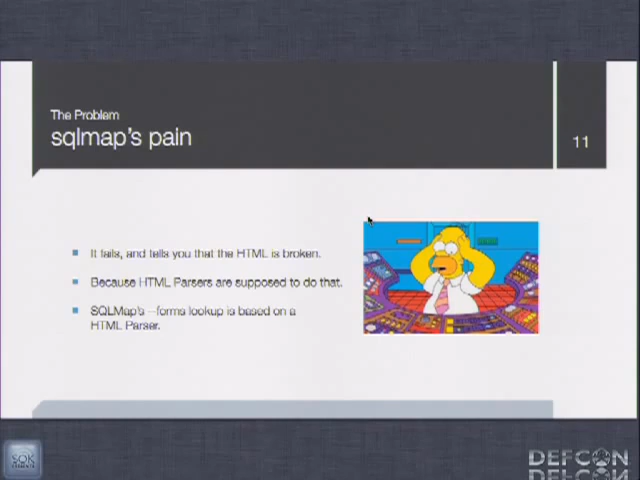 The Problem
sqlmap's pain
11
It fails, and tells you that the HTML is broken.
Because HTML Parsers are supposed to do that.
SQLMap's --forms lookup is based on a
HTML Parser.
SOK
DEFCON